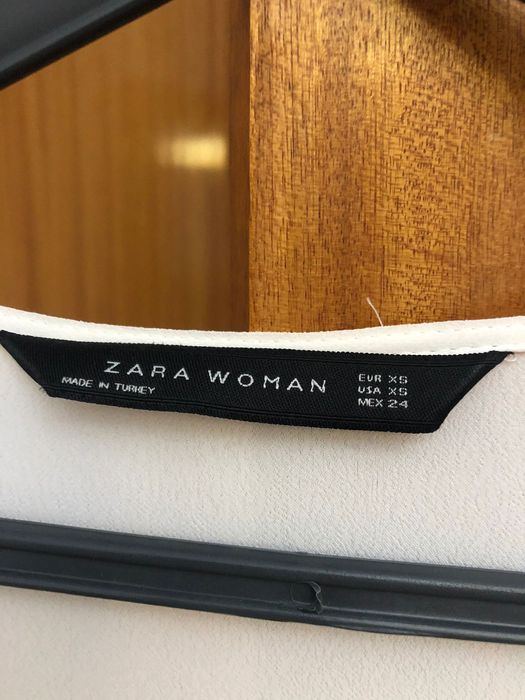 ZARA WOMAN
MADE IN TURKEY
EUR XS
USA XS
MEX 24